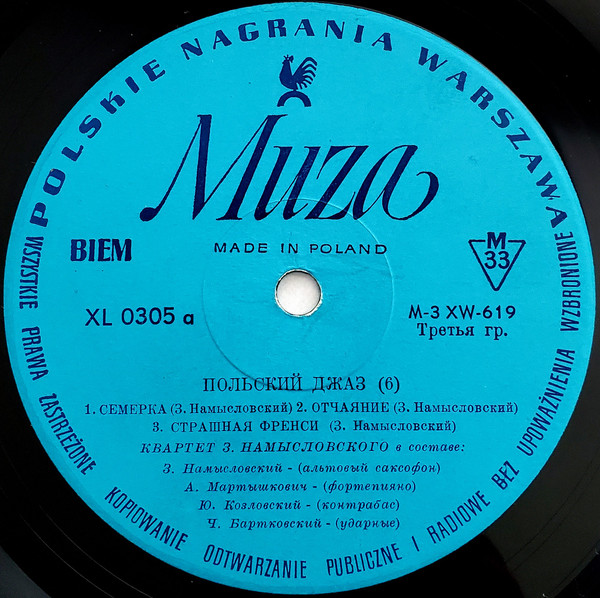 POLSKIE NAGRANIA WARSZAWA
Muza
MADE IN POLAND
BIEM
M
33
XL 0305 a
M-3 XW-619
Третья гр.
ПОЛЬСКИЙ ДЖАЗ (6)
1. СЕМЕРКА (З. Намысловский) 2. ОТЧАЯНИЕ (З. Намысловский)
3. СТРАШНАЯ ФРЕНСИ (З. Намысловский)
КВАРТЕТ З. НАМЫСЛОВСКОГО в составе:
З. Намысловский - (альтовый саксофон)
А. Мартышкович - (фортепияно)
Ю. Козловский - (контрабас)
Ч. Бартковский - (ударные)
WSZYSTKIE PRAWA ZASTRZEŻONE KOPIOWANIE ODTWARZANIE PUBLICZNE I RADIOWE BEZ UPOWAŻNIENIA WZBRONIONE